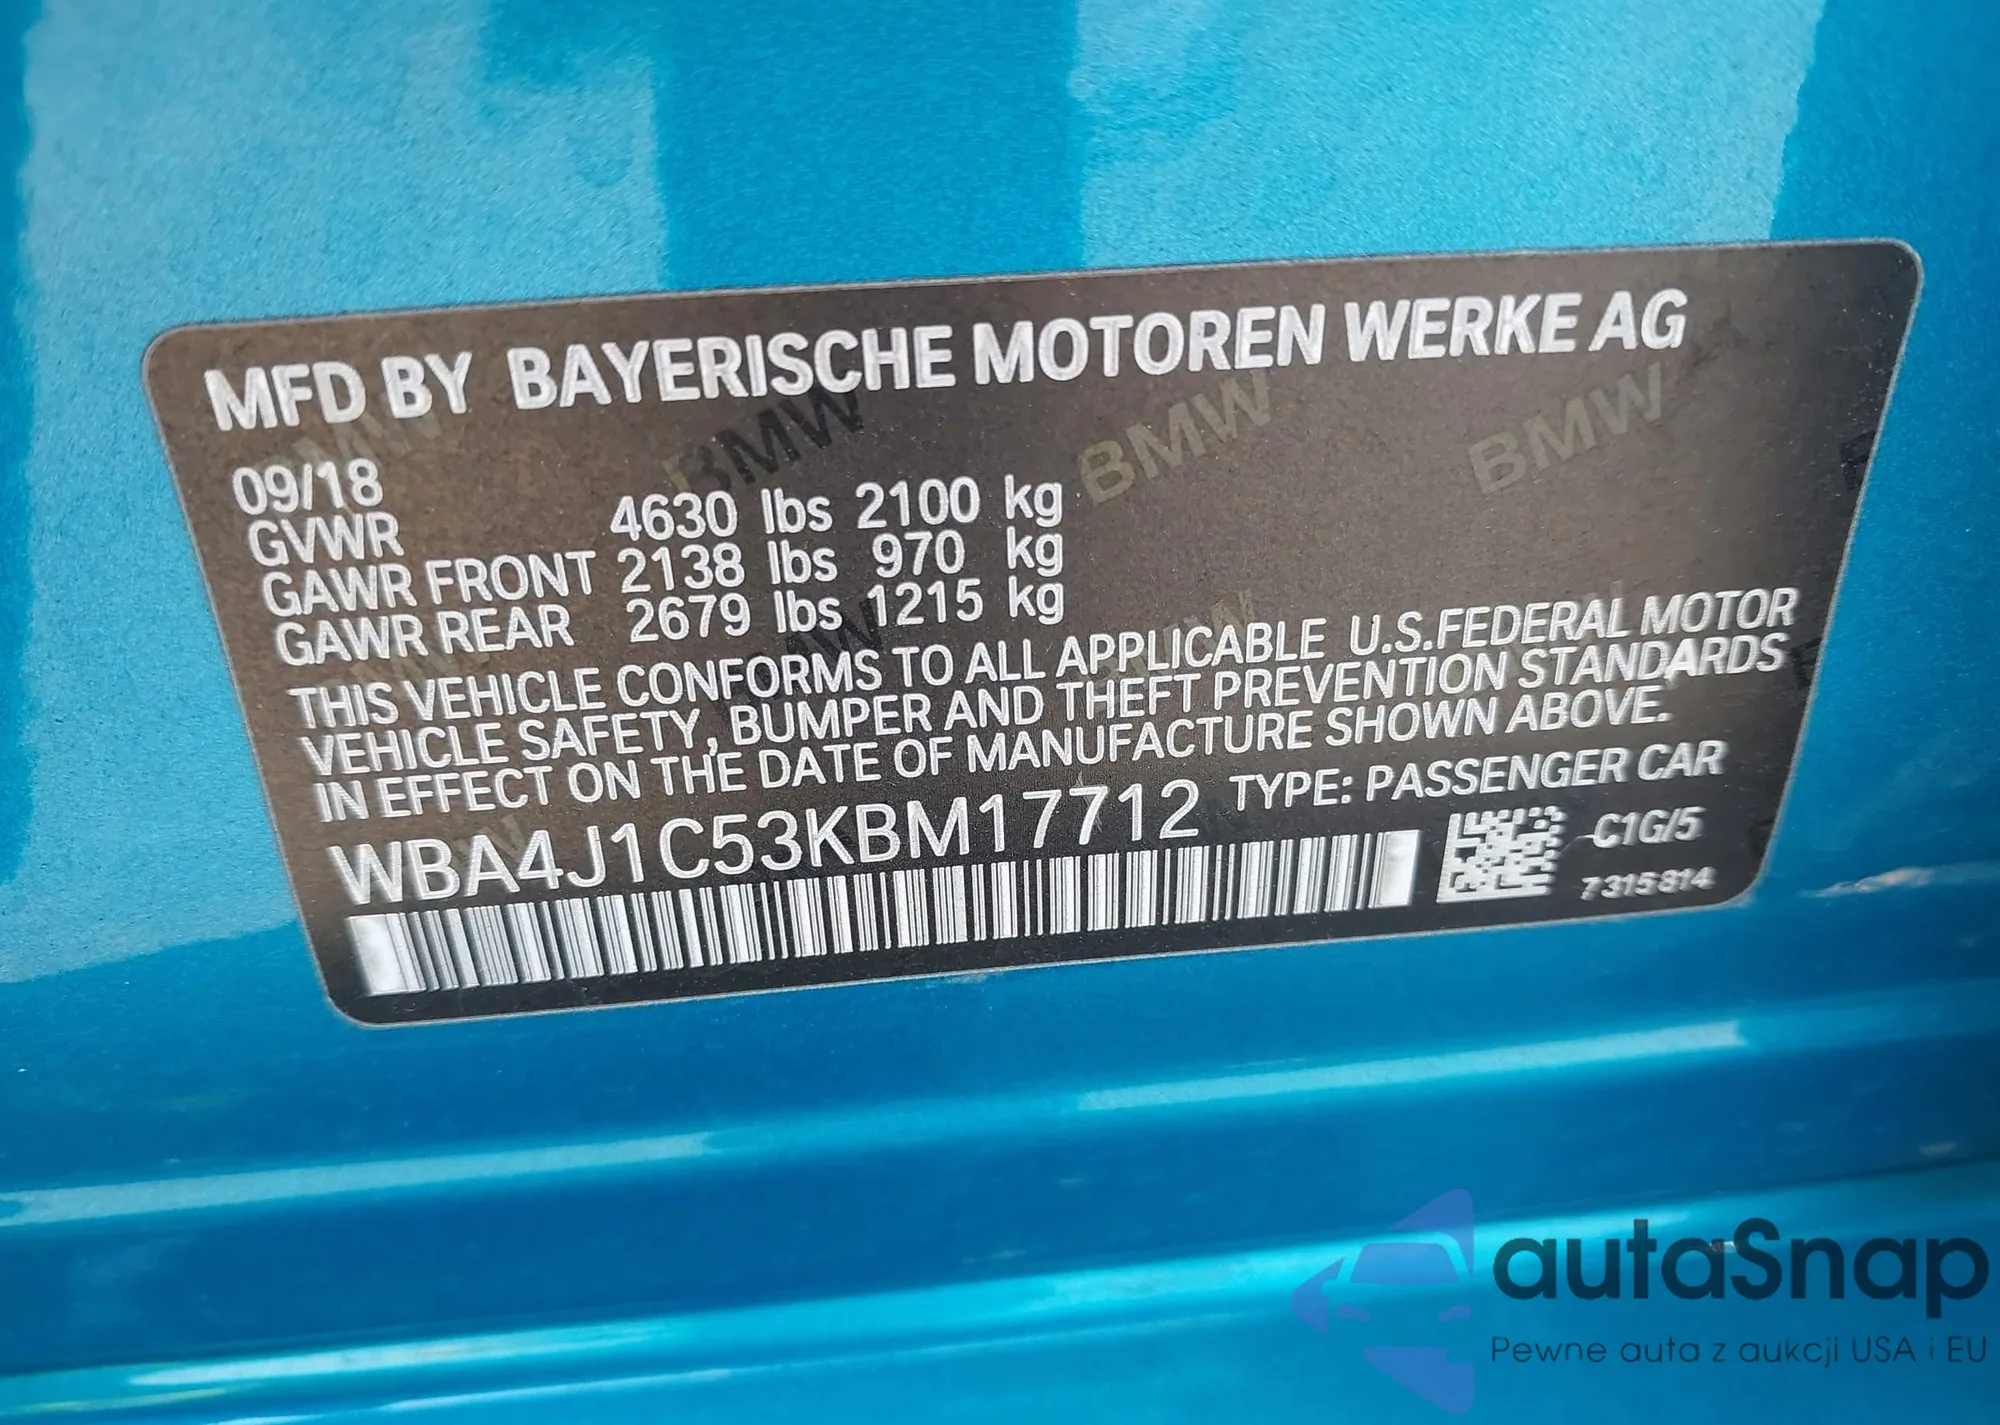 MFD BY BAYERISCHE MOTOREN WERKE AG
09/18
GVWR 4630 lbs 2100 kg
GAWR FRONT 2138 lbs 970 kg
GAWR REAR 2679 lbs 1215 kg
THIS VEHICLE CONFORMS TO ALL APPLICABLE U.S.FEDERAL MOTOR
VEHICLE SAFETY, BUMPER AND THEFT PREVENTION STANDARDS
IN EFFECT ON THE DATE OF MANUFACTURE SHOWN ABOVE.
WBA4J1C53KBM17712 TYPE: PASSENGER CAR
C1G/5
7315814
BMW BMW BMW
autaSnap
Pewne auta z aukcji USA i EU